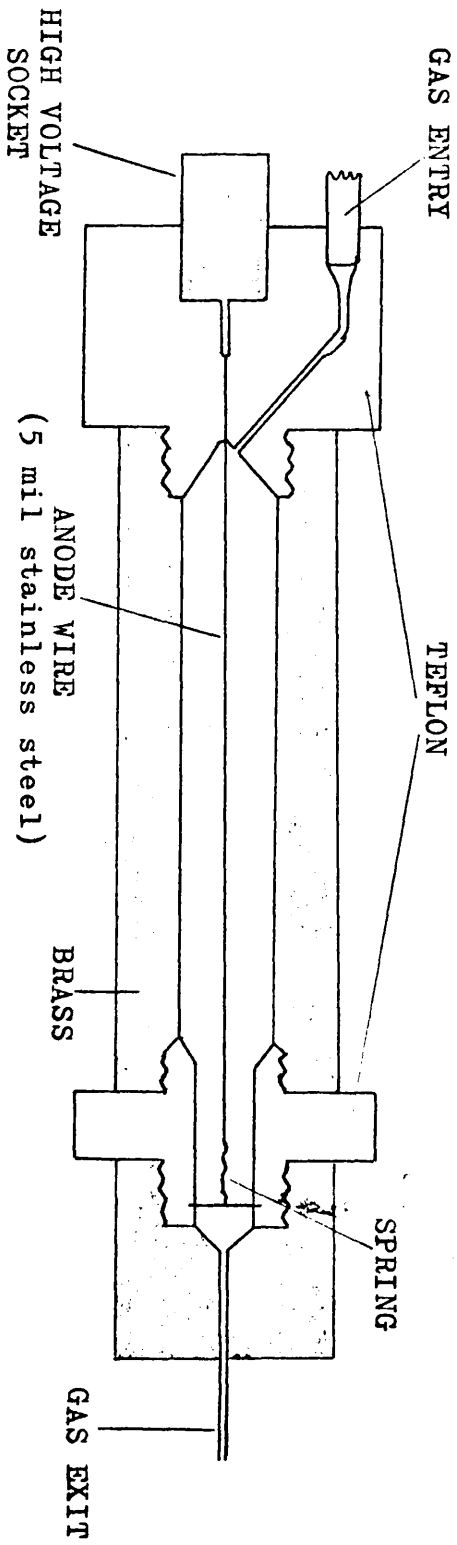 GAS ENTRY
HIGH VOLTAGE
SOCKET
TEFLON
ANODE WIRE
(5 mil stainless steel)
BRASS
SPRING
GAS EXIT